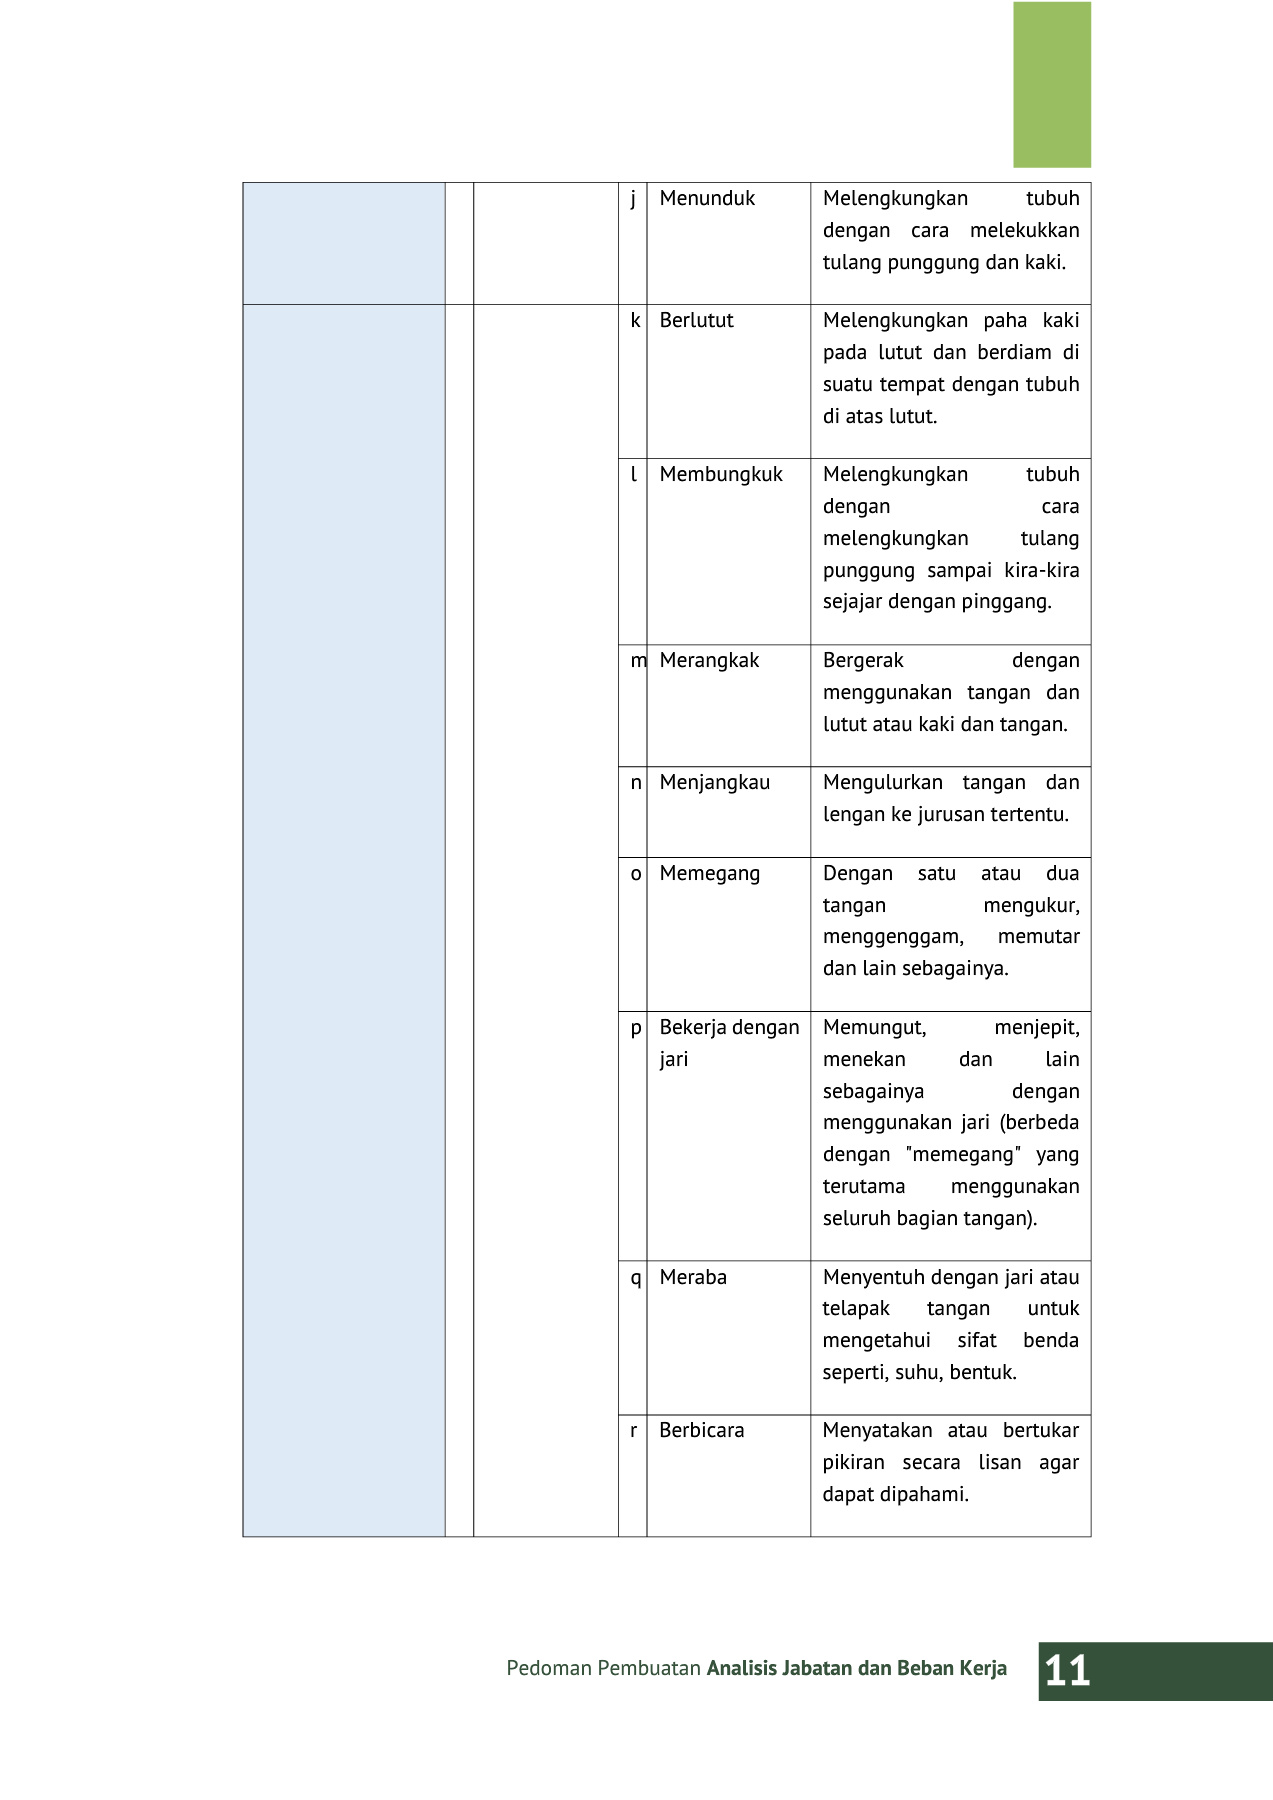 j Menunduk Melengkungkan tubuh
dengan cara melekukkan
tulang punggung dan kaki.
k Berlutut Melengkungkan paha kaki
pada lutut dan berdiam di
suatu tempat dengan tubuh
di atas lutut.
l Membungkuk Melengkungkan tubuh
dengan cara
melengkungkan tulang
punggung sampai kira-kira
sejajar dengan pinggang.
m Merangkak Bergerak dengan
menggunakan tangan dan
lutut atau kaki dan tangan.
n Menjangkau Mengulurkan tangan dan
lengan ke jurusan tertentu.
o Memegang Dengan satu atau dua
tangan mengukur,
menggenggam, memutar
dan lain sebagainya.
p Bekerja dengan Memungut, menjepit,
jari menekan dan lain
sebagainya dengan
menggunakan jari (berbeda
dengan "memegang" yang
terutama menggunakan
seluruh bagian tangan).
q Meraba Menyentuh dengan jari atau
telapak tangan untuk
mengetahui sifat benda
seperti, suhu, bentuk.
r Berbicara Menyatakan atau bertukar
pikiran secara lisan agar
dapat dipahami.
Pedoman Pembuatan Analisis Jabatan dan Beban Kerja 11